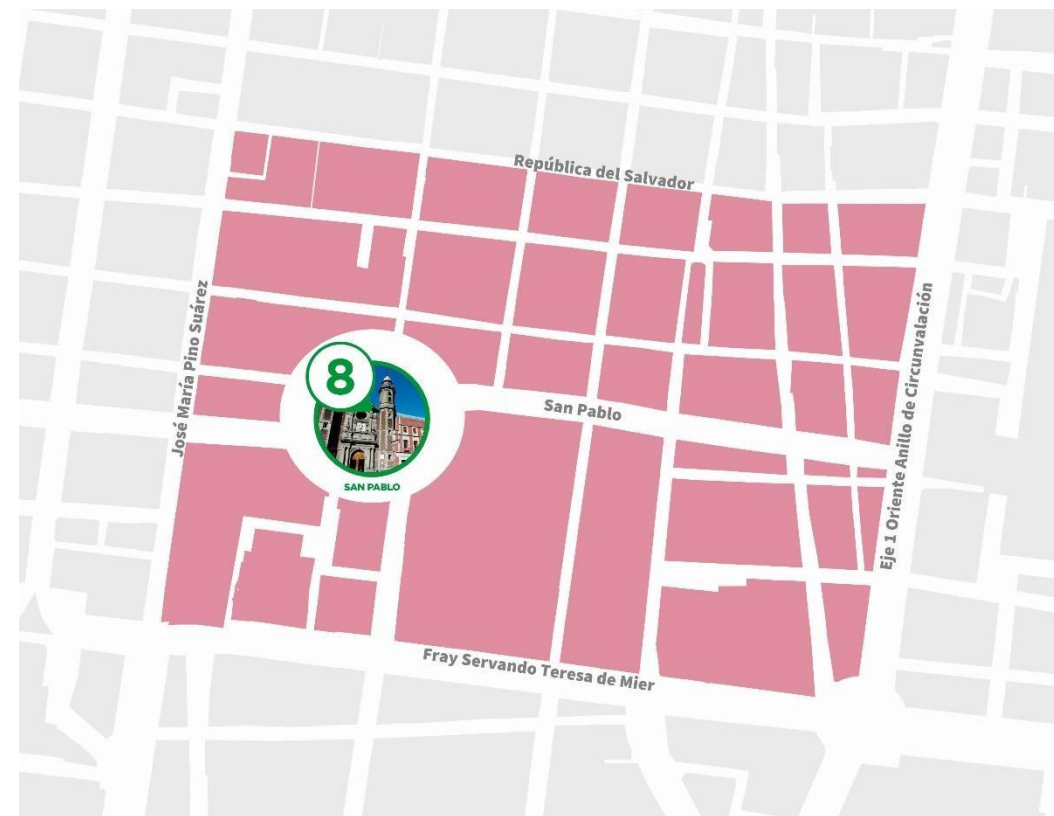 República del Salvador
José María Pino Suárez
8
SAN PABLO
San Pablo
Eje 1 Oriente Anillo de Circunvalación
Fray Servando Teresa de Mier